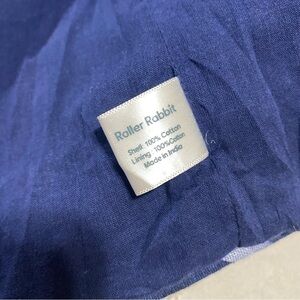 Roller Rabbit
Shell: 100% Cotton
Lining: 100%Cotton
Made in India